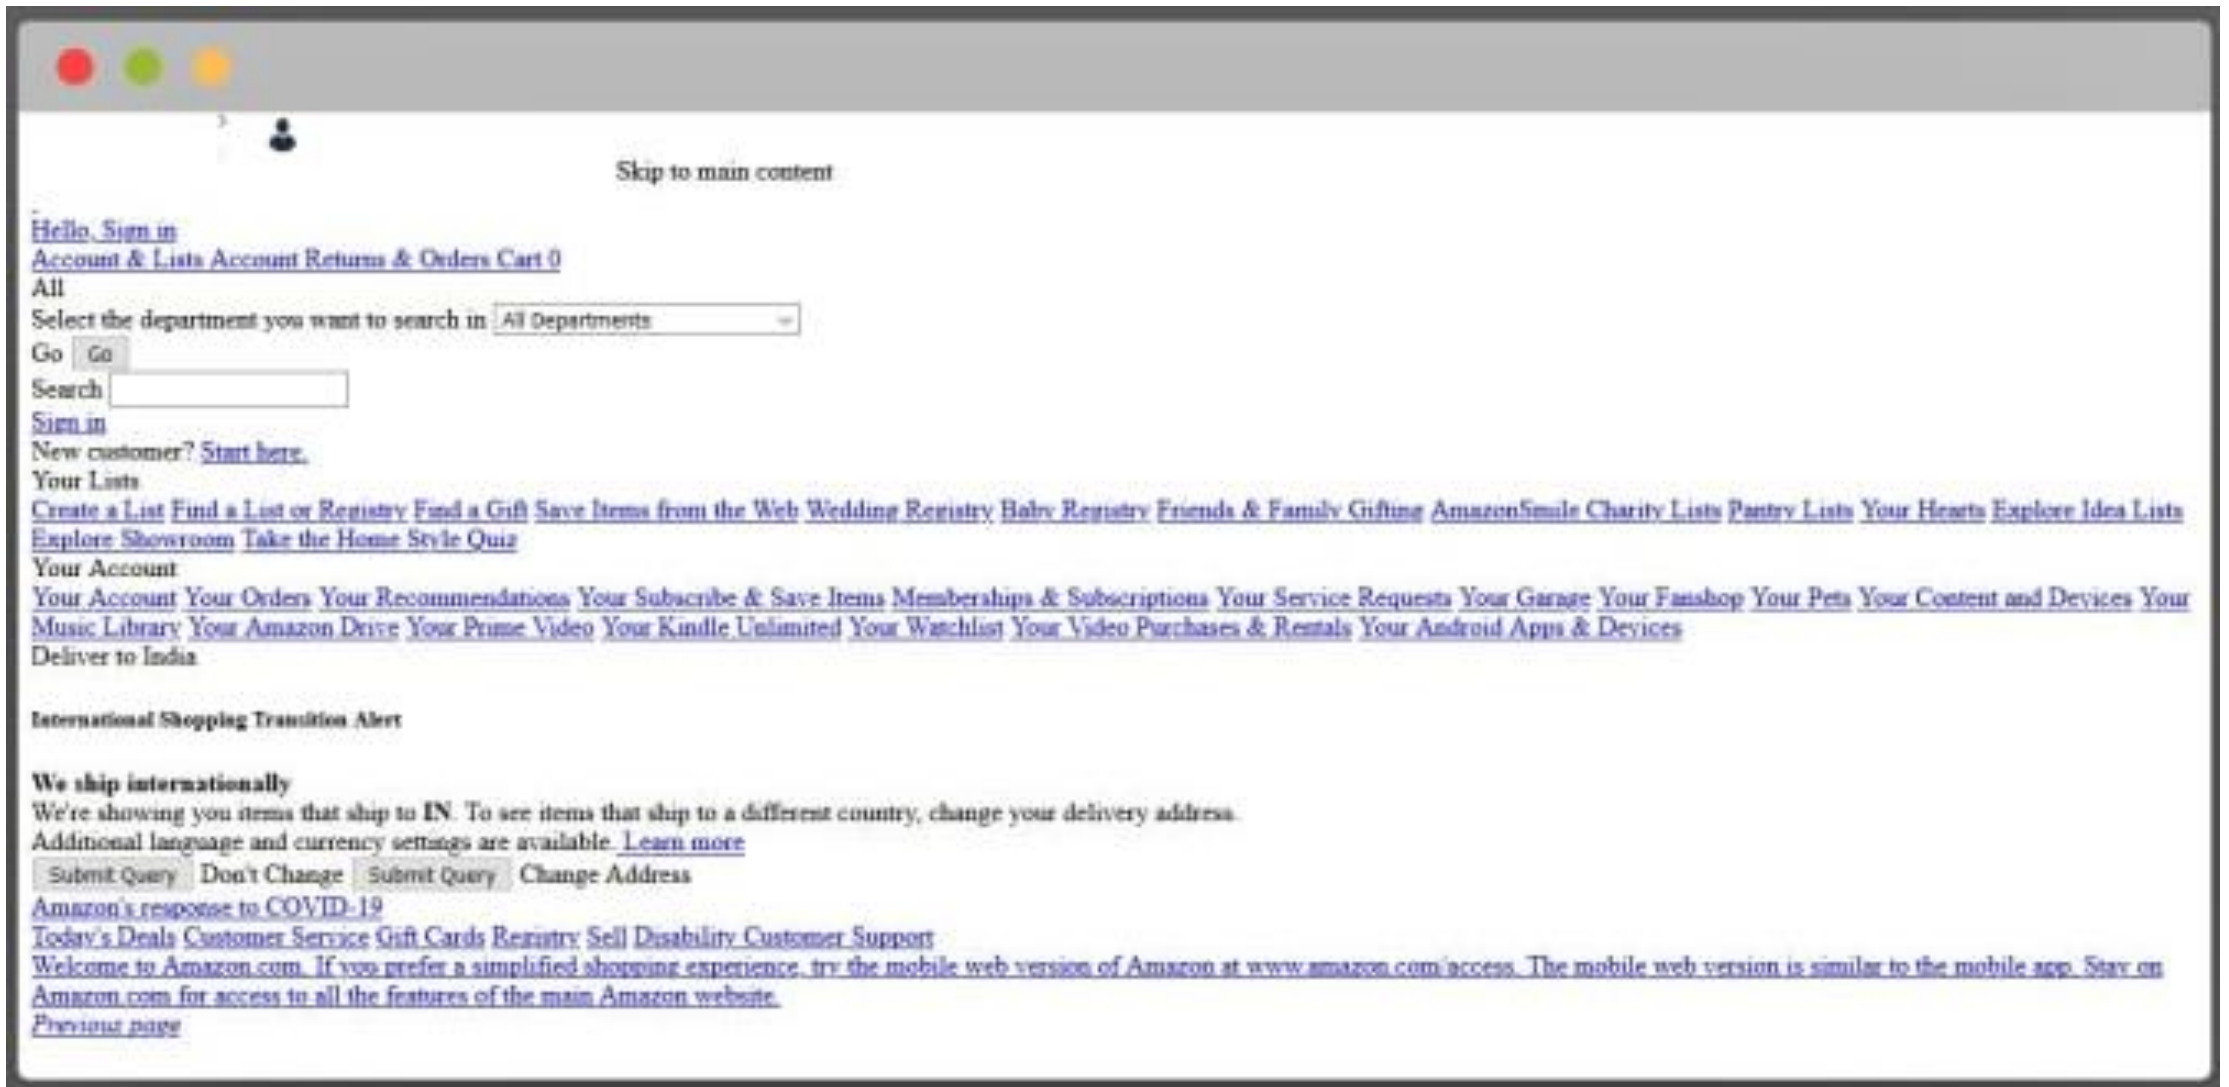 Skip to main content
Hello, Sign in
Account & Lists Account Returns & Orders Cart 0
All
Select the department you want to search in All Departments
Go Go
Search
Sign in
New customer? Start here.
Your Lists
Create a List Find a List or Registry Find a Gift Save Items from the Web Wedding Registry Baby Registry Friends & Family Gifting AmazonSmile Charity Lists Pantry Lists Your Hearts Explore Idea Lists
Explore Showroom Take the Home Style Quiz
Your Account
Your Account Your Orders Your Recommendations Your Subscribe & Save Items Memberships & Subscriptions Your Service Requests Your Garage Your Fanshop Your Pets Your Content and Devices Your
Music Library Your Amazon Drive Your Prime Video Your Kindle Unlimited Your Watchlist Your Video Purchases & Rentals Your Android Apps & Devices
Deliver to India
International Shopping Transition Alert
We ship internationally
We're showing you items that ship to IN. To see items that ship to a different country, change your delivery address.
Additional language and currency settings are available. Learn more
Submit Query Don't Change Submit Query Change Address
Amazon's response to COVID-19
Today's Deals Customer Service Gift Cards Registry Sell Disability Customer Support
Welcome to Amazon.com. If you prefer a simplified shopping experience, try the mobile web version of Amazon at www.amazon.com/access. The mobile web version is similar to the mobile app. Stay on
Amazon.com for access to all the features of the main Amazon website.
Previous page